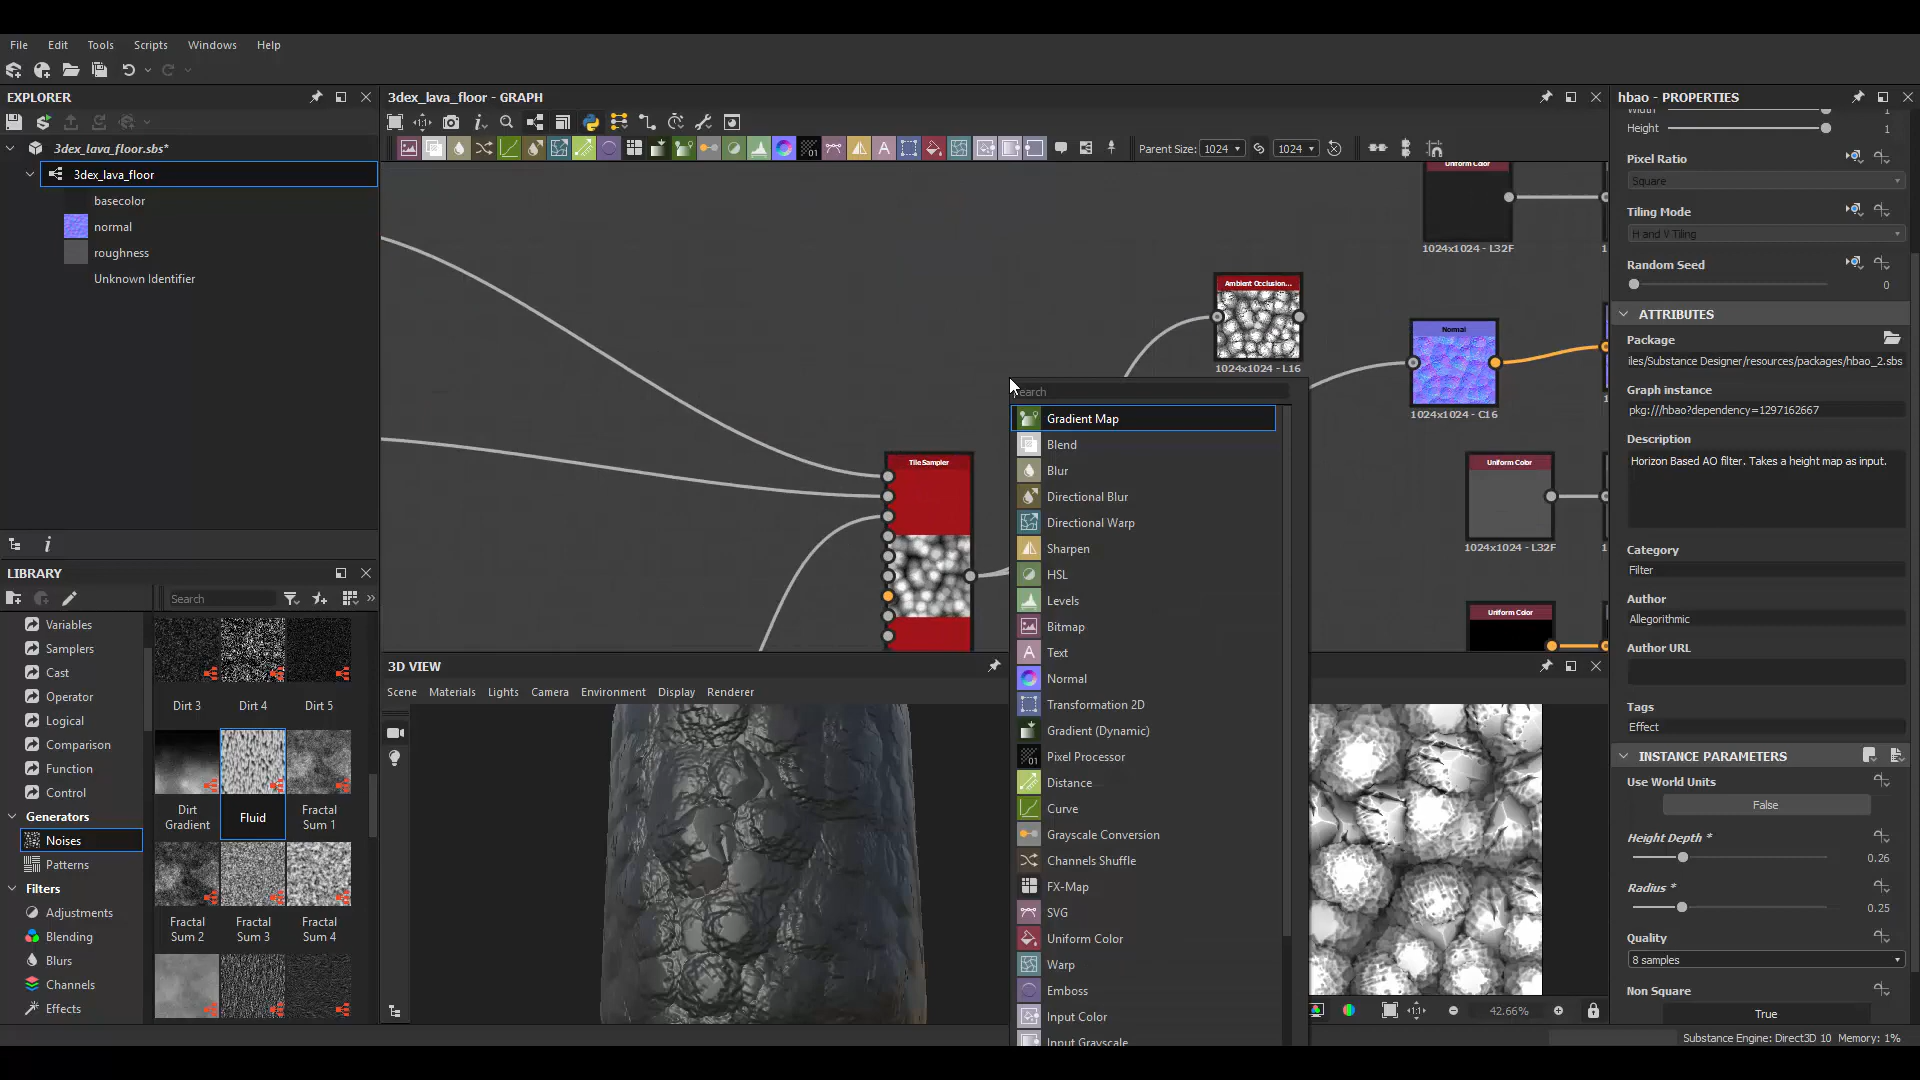 File Edit Tools Scripts Windows Help
EXPLORER
3dex_lava_floor.sbs*
3dex_lava_floor
basecolor
normal
roughness
Unknown Identifier
LIBRARY
Search
Variables
Samplers
Cast
Operator
Logical
Comparison
Function
Control
Generators
Noises
Patterns
Filters
Adjustments
Blending
Blurs
Channels
Effects
Dirt 3 Dirt 4 Dirt 5
Dirt Gradient
Fluid
Fractal Sum 1
Fractal Sum 2
Fractal Sum 3
Fractal Sum 4
3dex_lava_floor - GRAPH
Parent Size: 1024 1024
Uniform Color
1024x1024 - L32F
Ambient Occlusion...
1024x1024 - L16
Normal
1024x1024 - C16
Tile Sampler
Uniform Color
1024x1024 - L32F
Uniform Color
Gradient Map
Blend
Blur
Directional Blur
Directional Warp
Sharpen
HSL
Levels
Bitmap
Text
Normal
Transformation 2D
Gradient (Dynamic)
Pixel Processor
Distance
Curve
Grayscale Conversion
Channels Shuffle
FX-Map
SVG
Uniform Color
Warp
Emboss
Input Color
Input Grayscale
3D VIEW
Scene Materials Lights Camera Environment Display Renderer
42.66%
hbao - PROPERTIES
Width 1
Height 1
Pixel Ratio
Square
Tiling Mode
H and V Tiling
Random Seed
0
ATTRIBUTES
Package
iles/Substance Designer/resources/packages/hbao_2.sbs
Graph instance
pkg:///hbao?dependency=1297162667
Description
Horizon Based AO filter. Takes a height map as input.
Category
Filter
Author
Allegorithmic
Author URL
Tags
Effect
INSTANCE PARAMETERS
Use World Units
False
Height Depth *
0.26
Radius *
0.25
Quality
8 samples
Non Square
True
Substance Engine: Direct3D 10 Memory: 1%